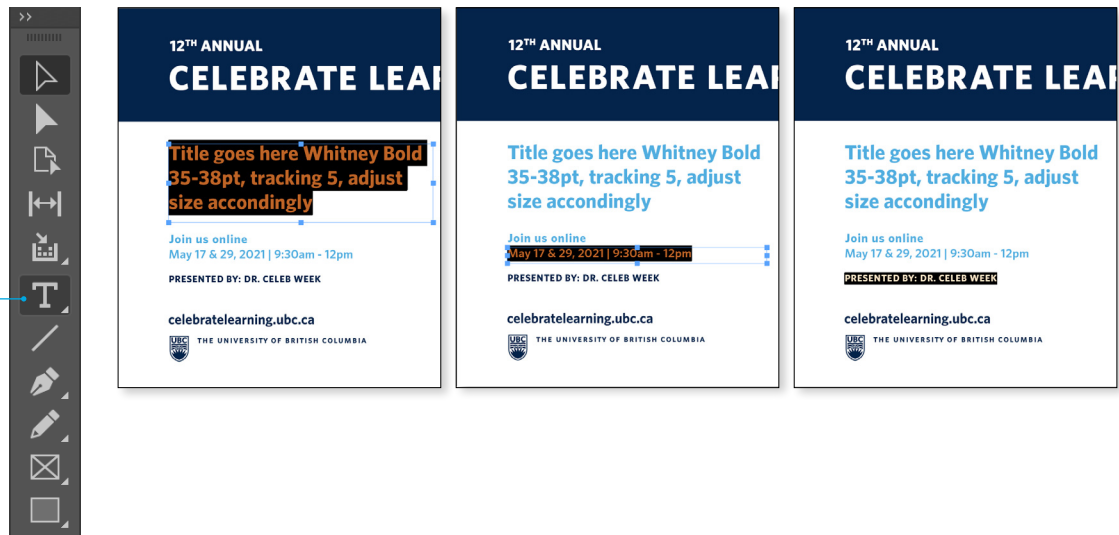 12TH ANNUAL
CELEBRATE LEAR
Title goes here Whitney Bold
35-38pt, tracking 5, adjust
size accondingly
Join us online
May 17 & 29, 2021 | 9:30am - 12pm
PRESENTED BY: DR. CELEB WEEK
celebratelearning.ubc.ca
UBC
THE UNIVERSITY OF BRITISH COLUMBIA
12TH ANNUAL
CELEBRATE LEAR
Title goes here Whitney Bold
35-38pt, tracking 5, adjust
size accondingly
Join us online
May 17 & 29, 2021 | 9:30am - 12pm
PRESENTED BY: DR. CELEB WEEK
celebratelearning.ubc.ca
UBC
THE UNIVERSITY OF BRITISH COLUMBIA
12TH ANNUAL
CELEBRATE LEAR
Title goes here Whitney Bold
35-38pt, tracking 5, adjust
size accondingly
Join us online
May 17 & 29, 2021 | 9:30am - 12pm
PRESENTED BY: DR. CELEB WEEK
celebratelearning.ubc.ca
UBC
THE UNIVERSITY OF BRITISH COLUMBIA